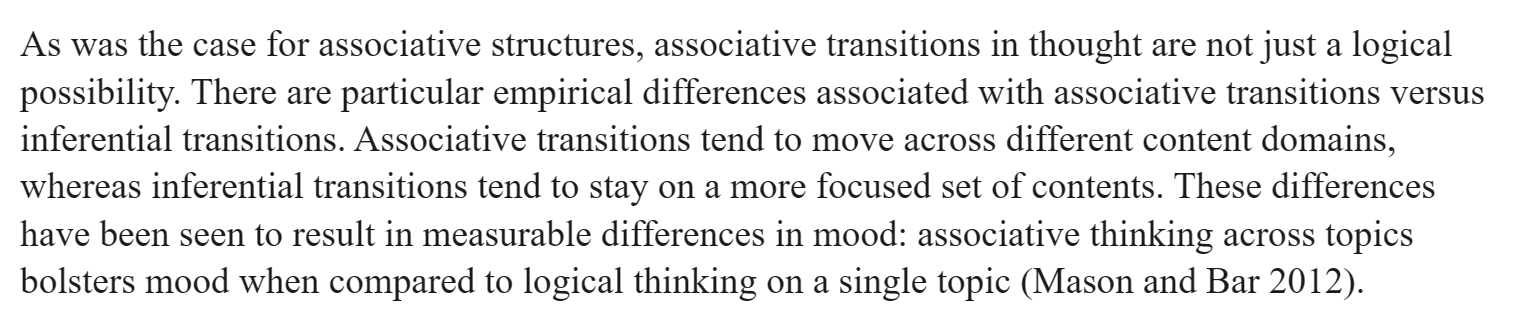 As was the case for associative structures, associative transitions in thought are not just a logical
possibility. There are particular empirical differences associated with associative transitions versus
inferential transitions. Associative transitions tend to move across different content domains,
whereas inferential transitions tend to stay on a more focused set of contents. These differences
have been seen to result in measurable differences in mood: associative thinking across topics
bolsters mood when compared to logical thinking on a single topic (Mason and Bar 2012).